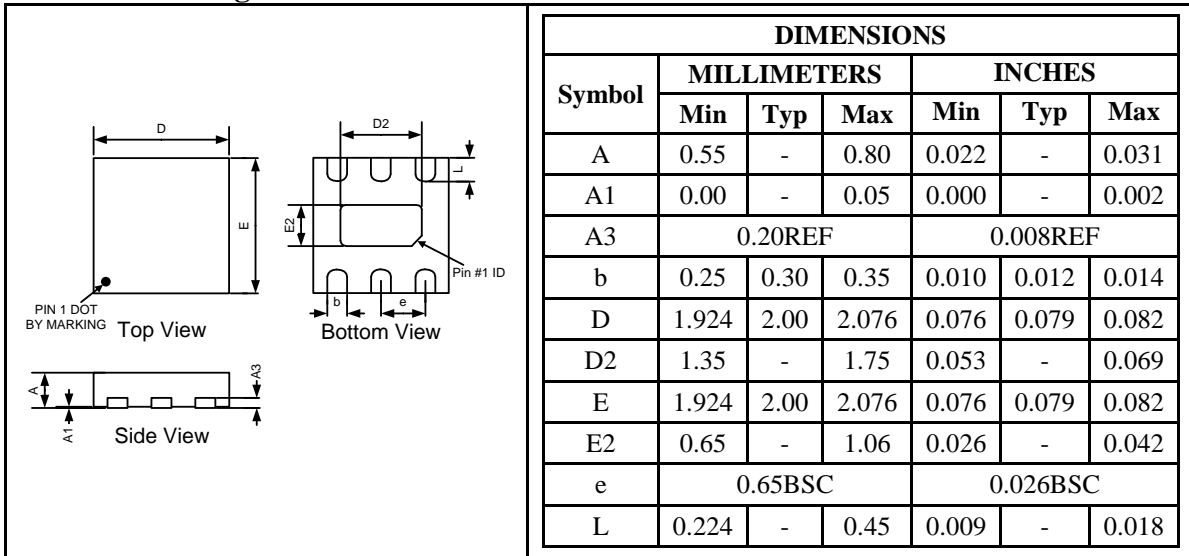 D
E
PIN 1 DOT
BY MARKING
Top View
D2
L
E2
Pin #1 ID
b
e
Bottom View
A
A1
A3
Side View
DIMENSIONS
Symbol MILLIMETERS INCHES
Min Typ Max Min Typ Max
A 0.55 - 0.80 0.022 - 0.031
A1 0.00 - 0.05 0.000 - 0.002
A3 0.20REF 0.008REF
b 0.25 0.30 0.35 0.010 0.012 0.014
D 1.924 2.00 2.076 0.076 0.079 0.082
D2 1.35 - 1.75 0.053 - 0.069
E 1.924 2.00 2.076 0.076 0.079 0.082
E2 0.65 - 1.06 0.026 - 0.042
e 0.65BSC 0.026BSC
L 0.224 - 0.45 0.009 - 0.018